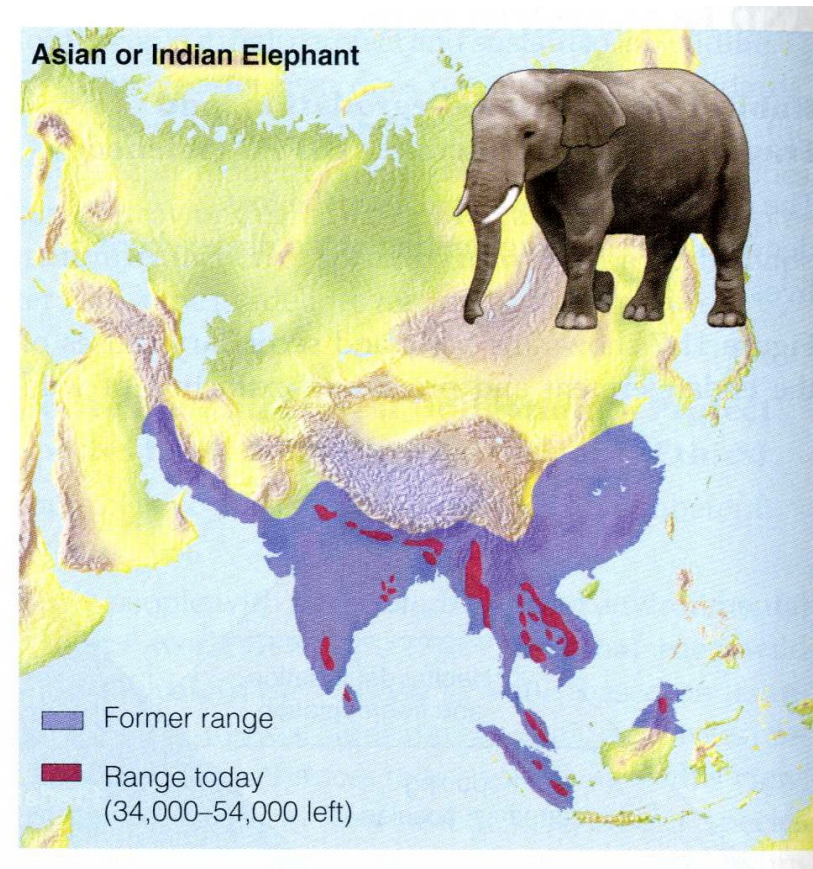 Asian or Indian Elephant
Former range
Range today
(34,000–54,000 left)